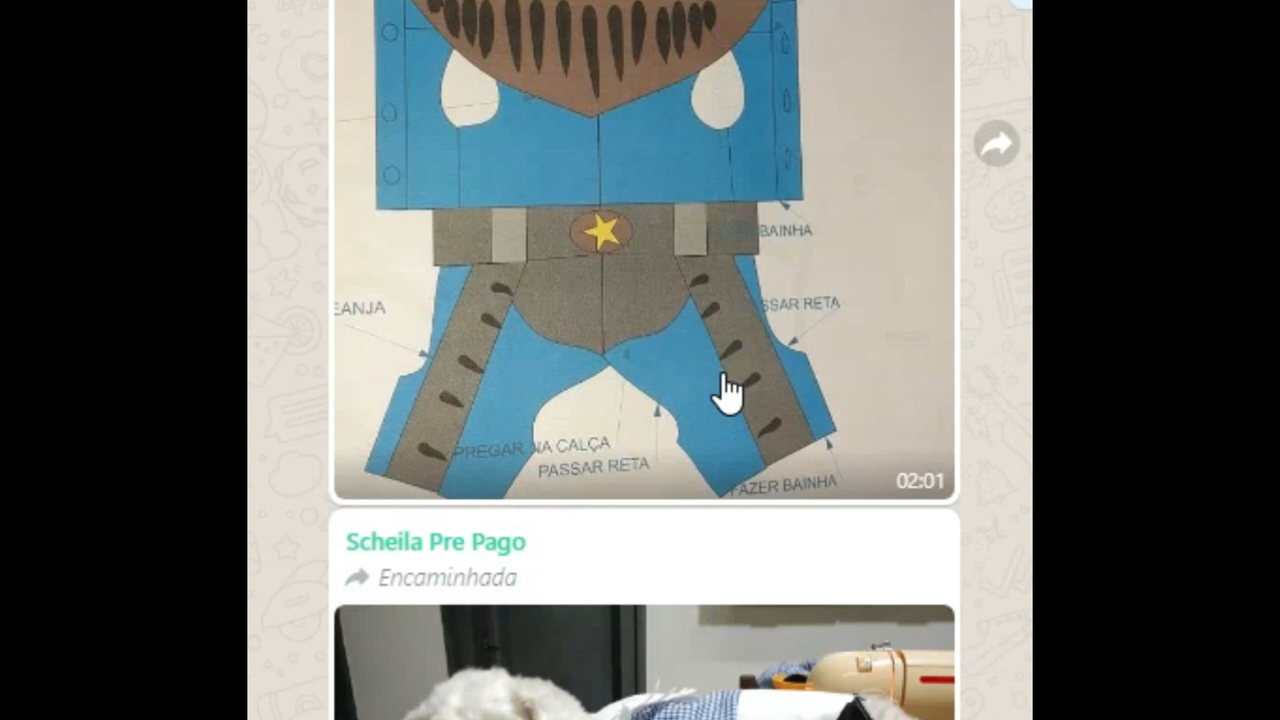 BAINHA
EANJA
SSAR RETA
PREGAR NA CALÇA
PASSAR RETA
FAZER BAINHA
02:01
Scheila Pre Pago
Encaminhada